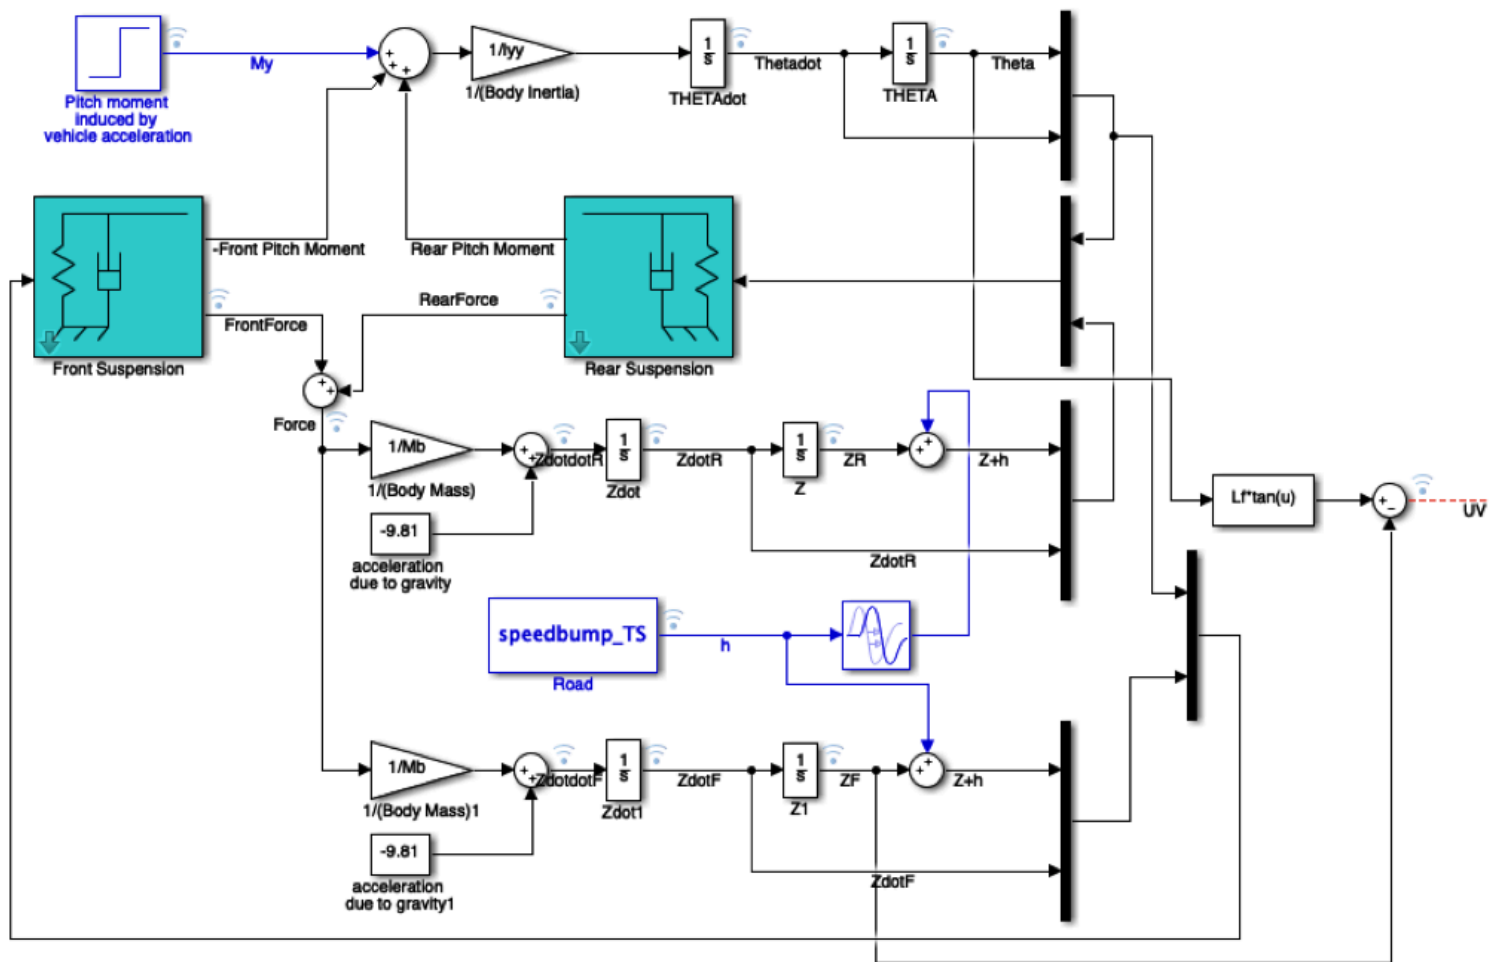 My
Pitch moment
induced by
vehicle acceleration
+
+
+
1/Iyy
1/(Body Inertia)
1
s
THETAdot
Thetadot
1
s
THETA
Theta
-Front Pitch Moment
FrontForce
Front Suspension
Rear Pitch Moment
RearForce
Rear Suspension
+
+
Force
1/Mb
1/(Body Mass)
+
+
ZdotdotR
1
s
Zdot
ZdotR
1
s
Z
ZR
+
+
Z+h
-9.81
acceleration
due to gravity
ZdotR
Lf*tan(u)
+
−
UV
speedbump_TS
Road
h
1/Mb
1/(Body Mass)1
+
+
ZdotdotF
1
s
Zdot1
ZdotF
1
s
Z1
ZF
+
+
Z+h
-9.81
acceleration
due to gravity1
ZdotF